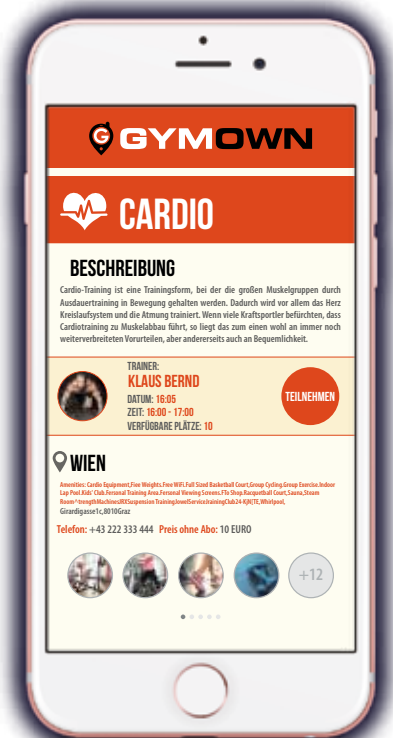 G GYMOWN
CARDIO
BESCHREIBUNG
Cardio-Training ist eine Trainingsform, bei der die großen Muskelgruppen durch
Ausdauertraining in Bewegung gehalten werden. Dadurch wird vor allem das Herz
Kreislaufsystem und die Atmung trainiert. Wenn viele Kraftsportler befürchten, dass
Cardiotraining zu Muskelabbau führt, so liegt das zum einen wohl an immer noch
weiterverbreiteten Vorurteilen, aber andererseits auch an Bequemlichkeit.
TRAINER:
KLAUS BERND
DATUM: 16:05
ZEIT: 16:00 - 17:00
VERFÜGBARE PLÄTZE: 10
TEILNEHMEN
WIEN
Amenities: Cardio Equipment,Fioe Weights.Free WiFi.Full Sized Basketball Court,Group Cycling.Group Exercise.Indoor
Lap Pool.Kids' Club.Fersonal Training Area.Fersonal Viewing Screens.FTo Shop.Racquetball Court,Sapna,Steam
Girardigasse1c,8010Graz
Telefon: +43 222 333 444 Preis ohne Abo: 10 EURO
+12